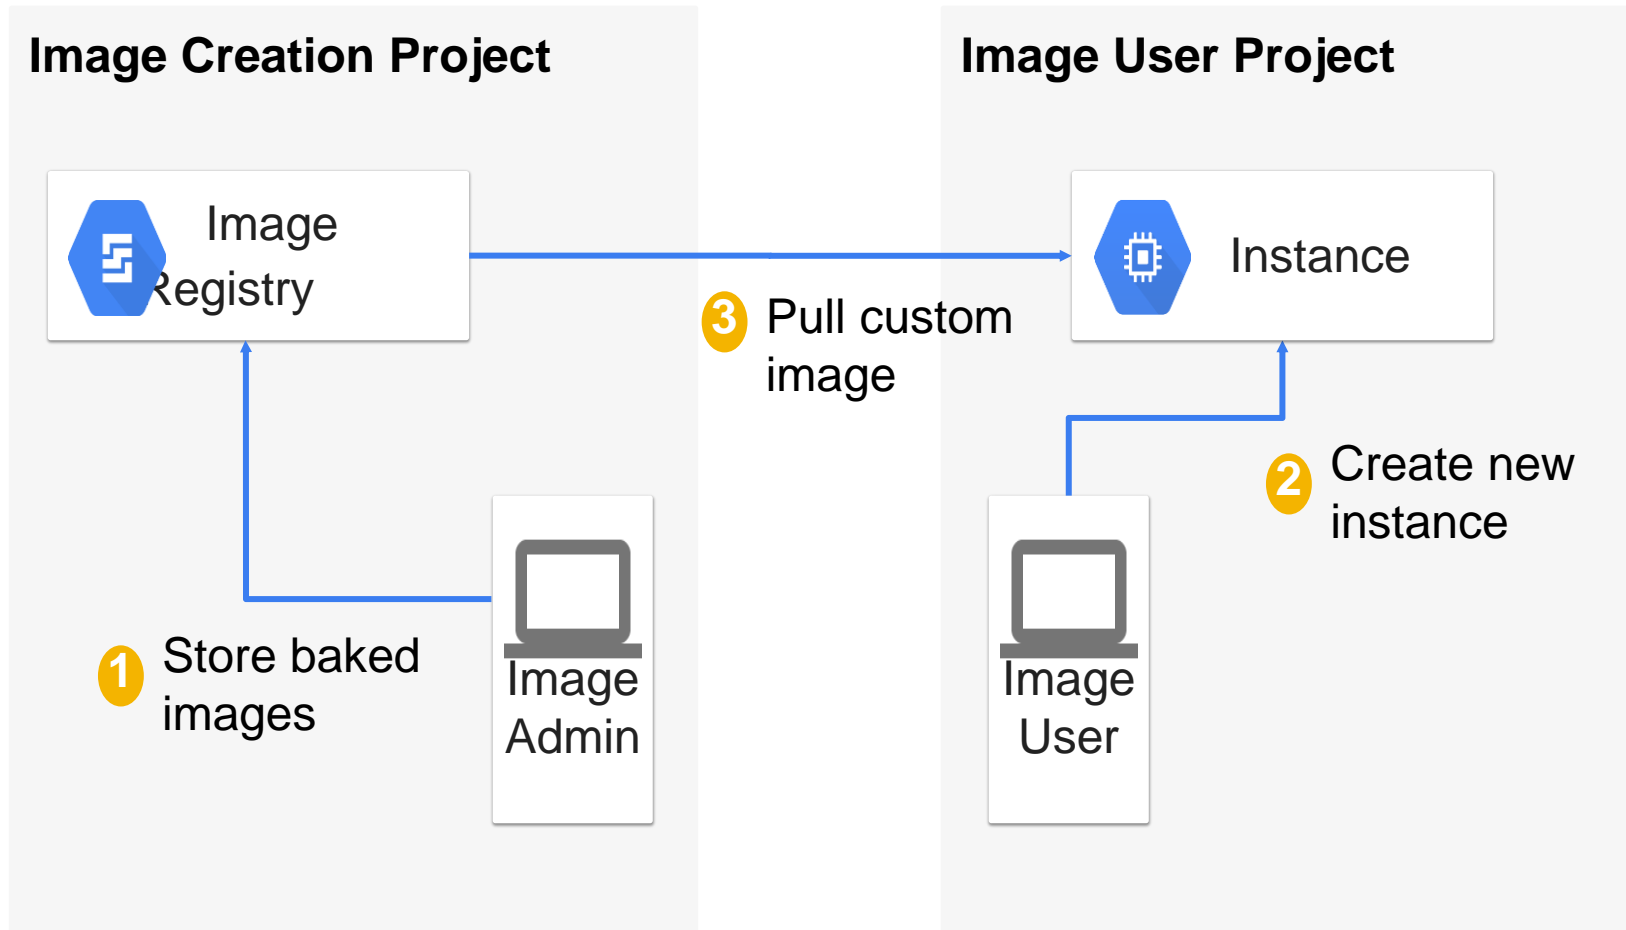 Image Creation Project
Image User Project
Image
Registry
Instance
3
Pull custom
image
2
Create new
instance
1
Store baked
images
Image
Admin
Image
User